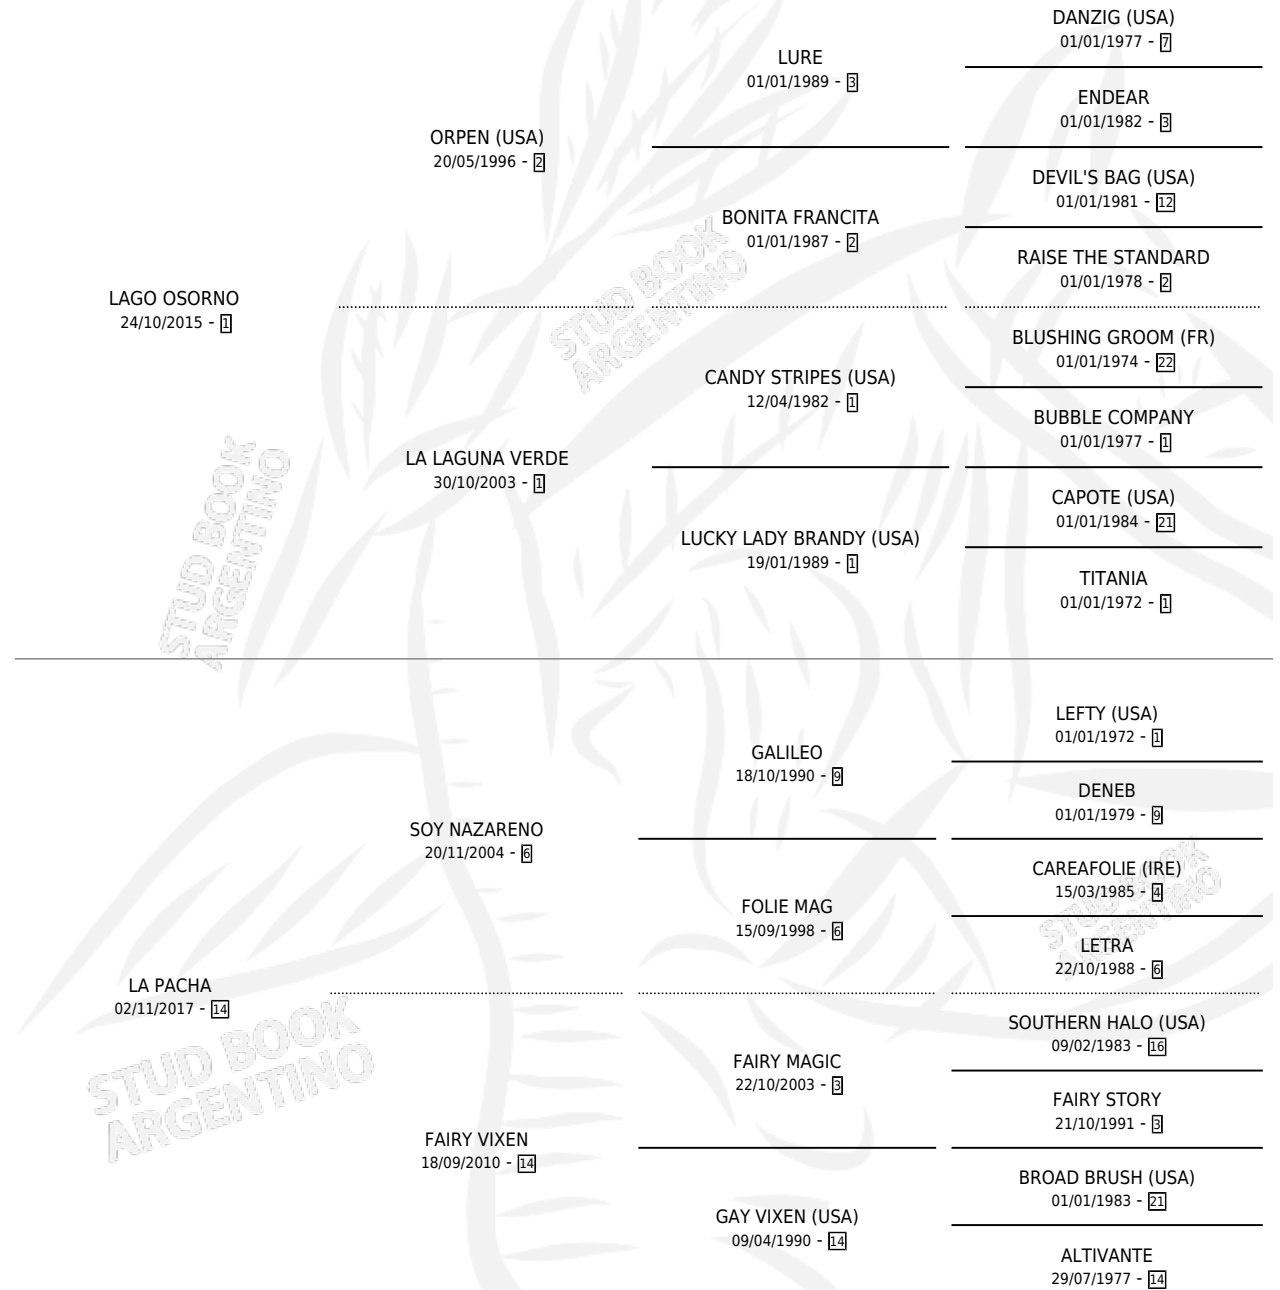 DANZIG (USA)
01/01/1977 - 7
LURE
01/01/1989 - 3
ENDEAR
01/01/1982 - 3
ORPEN (USA)
20/05/1996 - 2
DEVIL'S BAG (USA)
01/01/1981 - 12
BONITA FRANCITA
01/01/1987 - 2
RAISE THE STANDARD
01/01/1978 - 2
LAGO OSORNO
24/10/2015 - 1
BLUSHING GROOM (FR)
01/01/1974 - 22
CANDY STRIPES (USA)
12/04/1982 - 1
BUBBLE COMPANY
01/01/1977 - 1
LA LAGUNA VERDE
30/10/2003 - 1
CAPOTE (USA)
01/01/1984 - 21
LUCKY LADY BRANDY (USA)
19/01/1989 - 1
TITANIA
01/01/1972 - 1
LEFTY (USA)
01/01/1972 - 1
GALILEO
18/10/1990 - 9
DENEB
01/01/1979 - 9
SOY NAZARENO
20/11/2004 - 6
CAREAFOLIE (IRE)
15/03/1985 - 4
FOLIE MAG
15/09/1998 - 6
LETRA
22/10/1988 - 6
LA PACHA
02/11/2017 - 14
SOUTHERN HALO (USA)
09/02/1983 - 16
FAIRY MAGIC
22/10/2003 - 3
FAIRY STORY
21/10/1991 - 3
FAIRY VIXEN
18/09/2010 - 14
BROAD BRUSH (USA)
01/01/1983 - 21
GAY VIXEN (USA)
09/04/1990 - 14
ALTIVANTE
29/07/1977 - 14
STUD BOOK
ARGENTINO
STUD BOOK
ARGENTINO
STUD BOOK
ARGENTINO
STUD BOOK
ARGENTINO